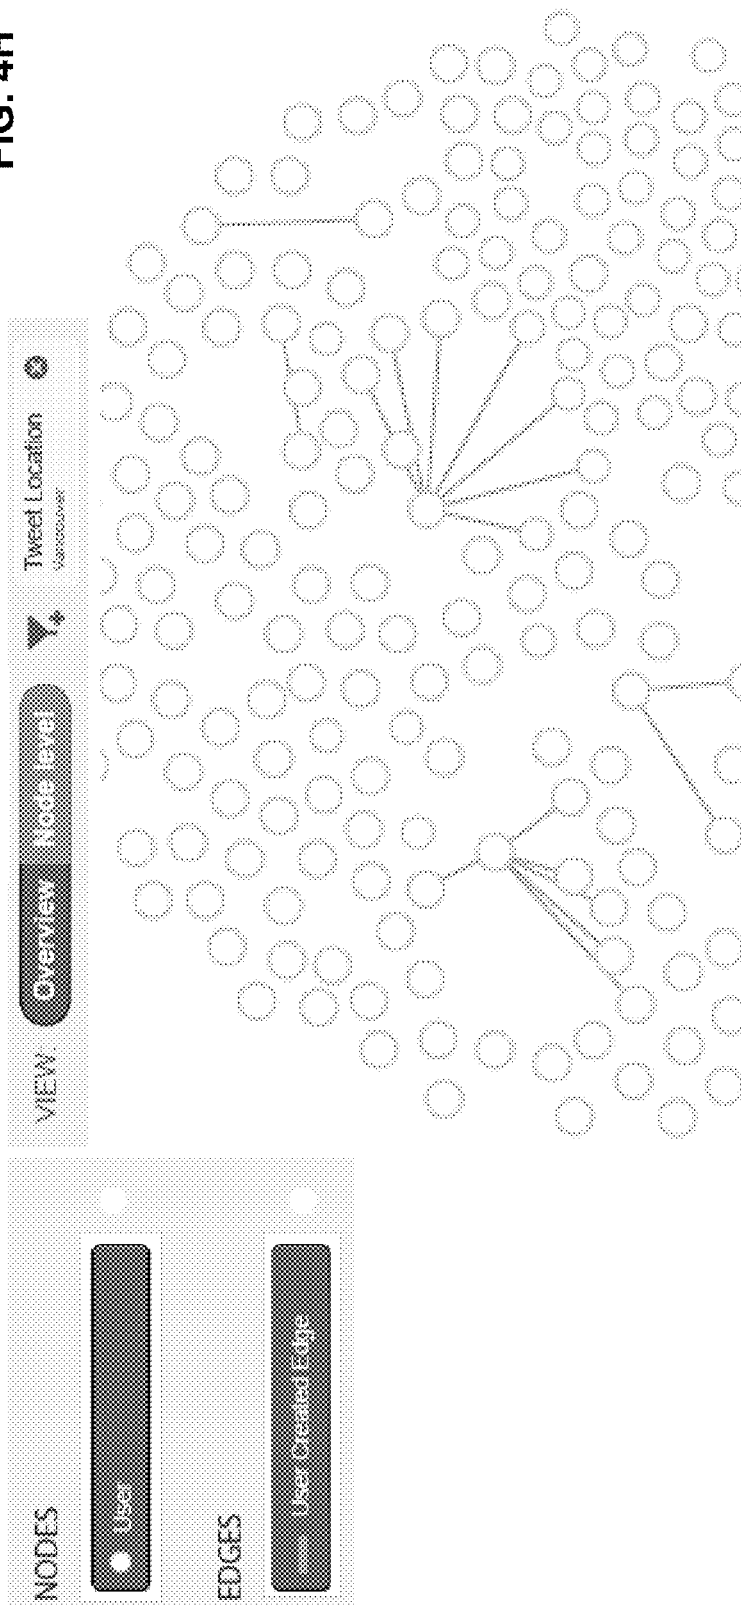 FIG. 4H
VIEW:
Overview
Node level
Tweet Location
Vancouver
NODES
User
EDGES
User Created Edge